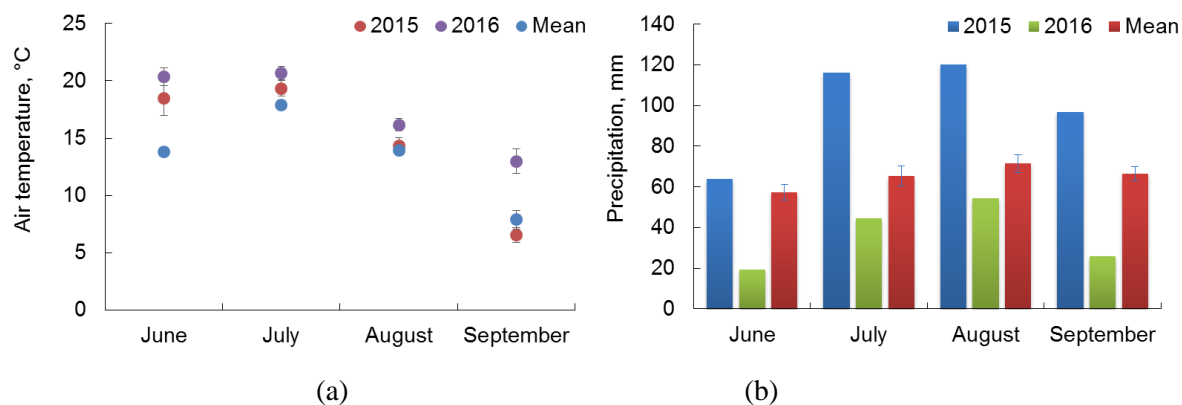 2015 2016 Mean
Air temperature, °C
25
20
15
10
5
0
June July August September
(a)
2015 2016 Mean
Precipitation, mm
140
120
100
80
60
40
20
0
June July August September
(b)